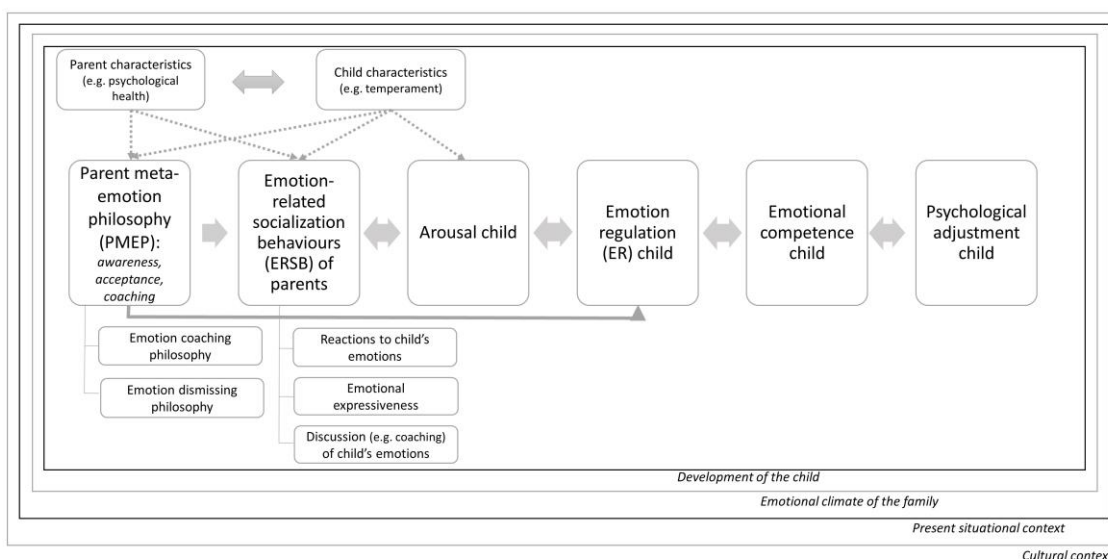 Parent characteristics
(e.g. psychological
health)
Child characteristics
(e.g. temperament)
Parent meta-
emotion
philosophy
(PMEP):
awareness,
acceptance,
coaching
Emotion-
related
socialization
behaviours
(ERSB) of
parents
Arousal child
Emotion
regulation
(ER) child
Emotional
competence
child
Psychological
adjustment
child
Emotion coaching
philosophy
Emotion dismissing
philosophy
Reactions to child's
emotions
Emotional
expressiveness
Discussion (e.g. coaching)
of child's emotions
Development of the child
Emotional climate of the family
Present situational context
Cultural context